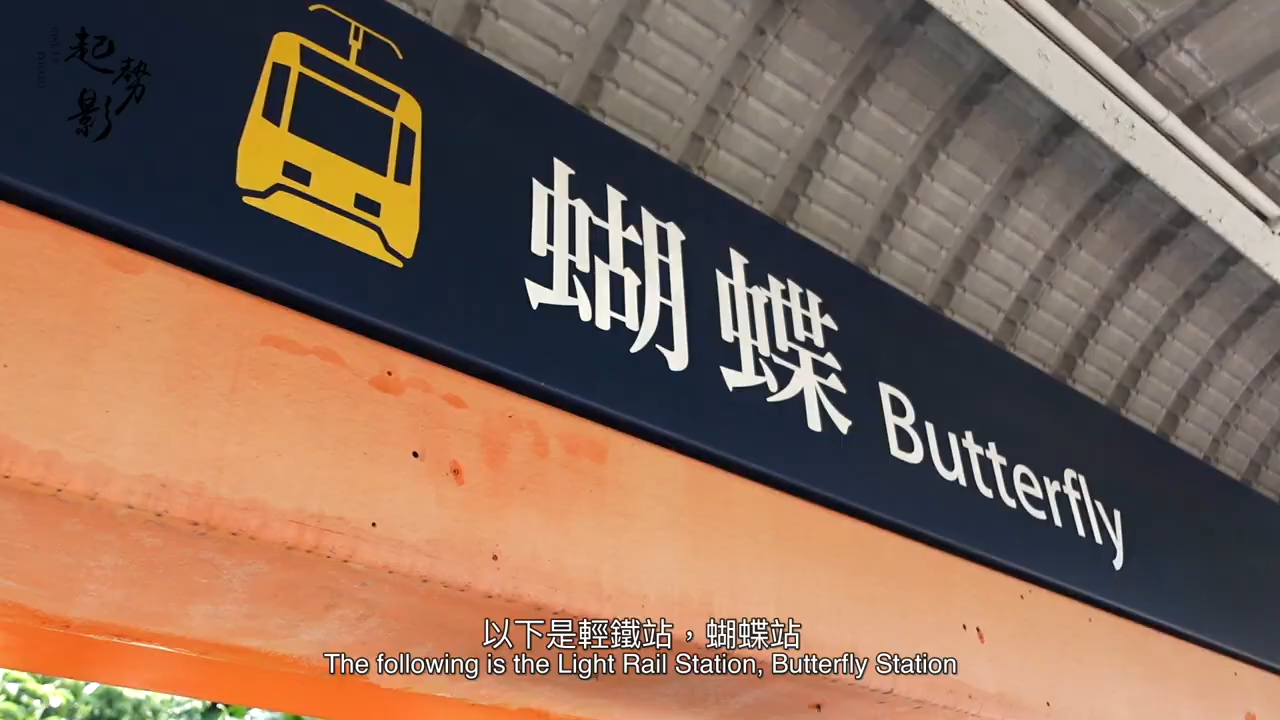 起勢影
蝴蝶 Butterfly
以下是輕鐵站，蝴蝶站
The following is the Light Rail Station, Butterfly Station